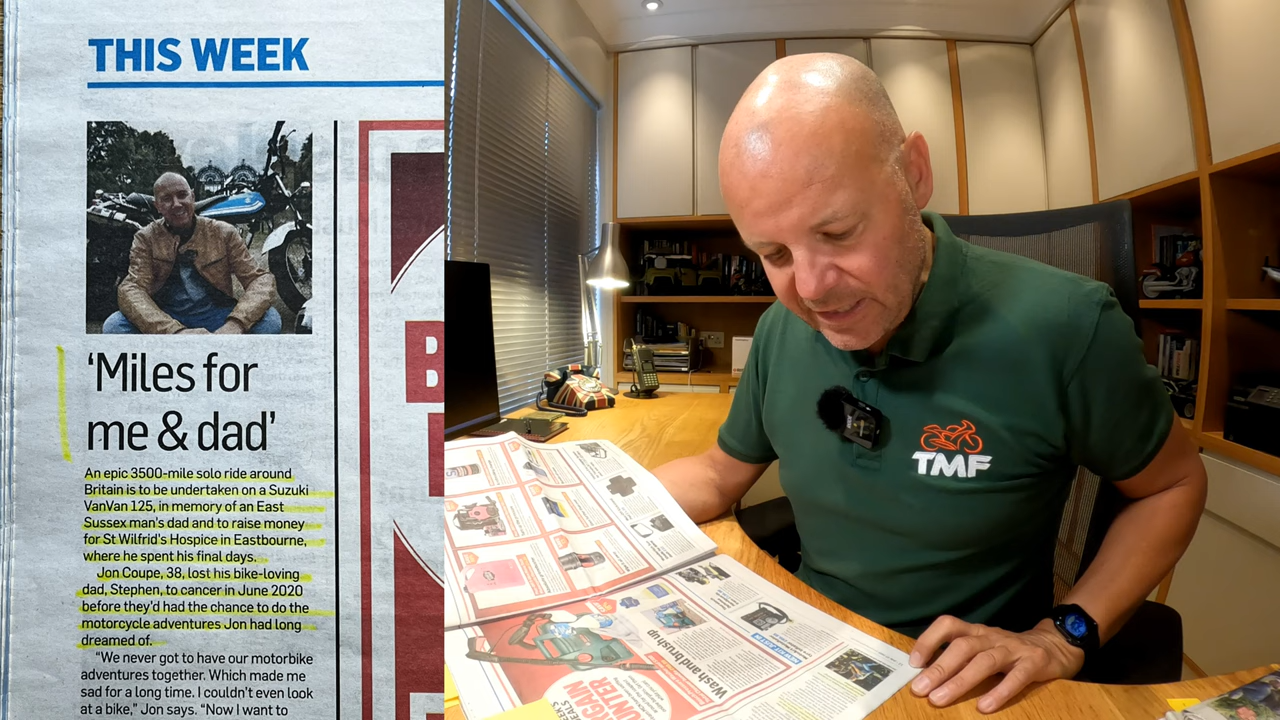 THIS WEEK
‘Miles for
me & dad’
An epic 3500-mile solo ride around
Britain is to be undertaken on a Suzuki
VanVan 125, in memory of an East
Sussex man's dad and to raise money
for St Wilfrid's Hospice in Eastbourne,
where he spent his final days.
Jon Coupe, 38, lost his bike-loving
dad, Stephen, to cancer in June 2020
before they'd had the chance to do the
motorcycle adventures Jon had long
dreamed of.
“We never got to have our motorbike
adventures together. Which made me
sad for a long time. I couldn't even look
at a bike,” Jon says. “Now I want to
B
TMF
Wash and brush up